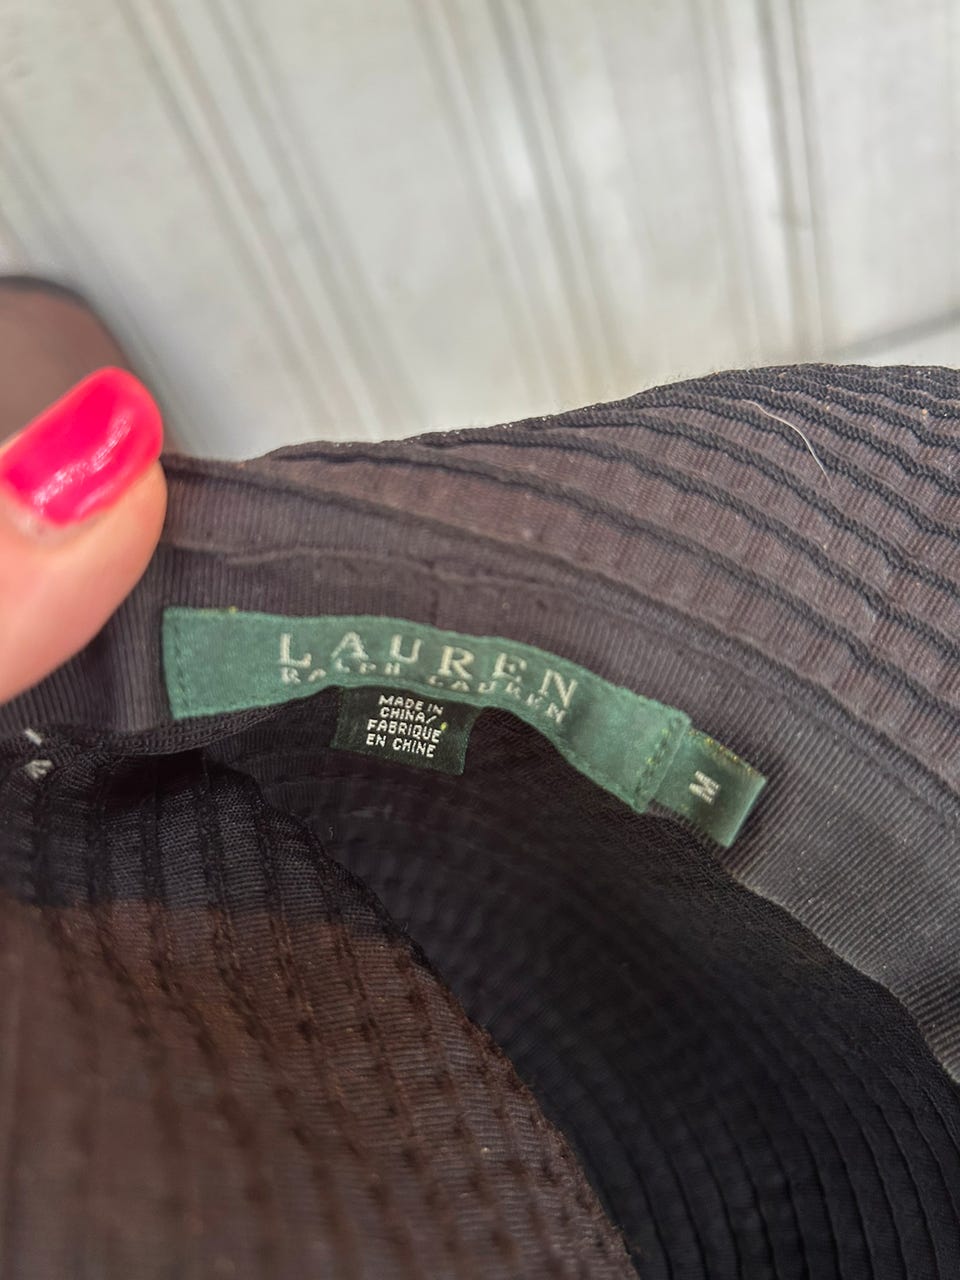 LAUREN
RALPH LAUREN
MADE IN
CHINA/
FABRIQUE
EN CHINE